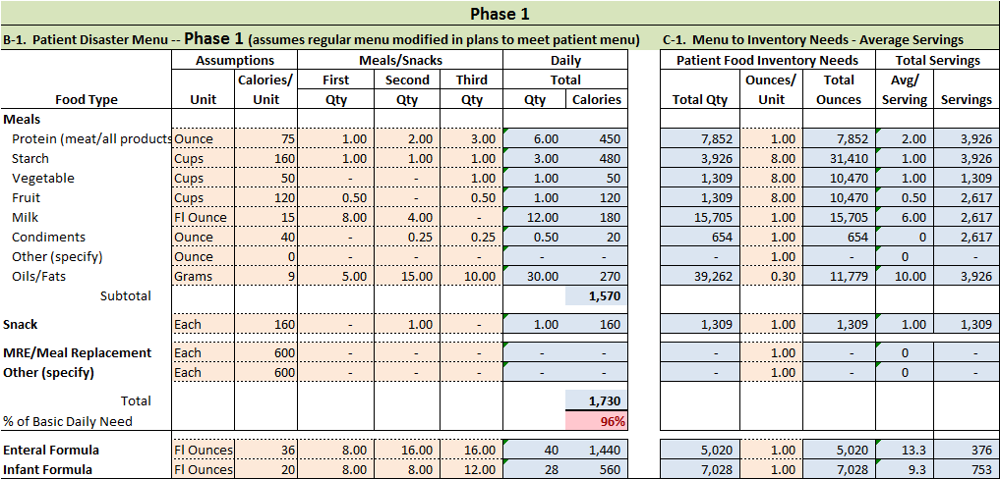 Phase 1
B-1. Patient Disaster Menu -- Phase 1 (assumes regular menu modified in plans to meet patient menu) C-1. Menu to Inventory Needs - Average Servings
Assumptions Meals/Snacks Daily Patient Food Inventory Needs Total Servings
Calories/ First Second Third Total Ounces/ Total Avg/
Food Type Unit Unit Qty Qty Qty Qty Calories Total Qty Unit Ounces Serving Servings
Meals
Protein (meat/all products Ounce 75 1.00 2.00 3.00 6.00 450 7,852 1.00 7,852 2.00 3,926
Starch Cups 160 1.00 1.00 1.00 3.00 480 3,926 8.00 31,410 1.00 3,926
Vegetable Cups 50 - - 1.00 1.00 50 1,309 8.00 10,470 1.00 1,309
Fruit Cups 120 0.50 - 0.50 1.00 120 1,309 8.00 10,470 0.50 2,617
Milk Fl Ounce 15 8.00 4.00 - 12.00 180 15,705 1.00 15,705 6.00 2,617
Condiments Ounce 40 - 0.25 0.25 0.50 20 654 1.00 654 0 2,617
Other (specify) Ounce 0 - - - - - - 1.00 - 0 -
Oils/Fats Grams 9 5.00 15.00 10.00 30.00 270 39,262 0.30 11,779 10.00 3,926
Subtotal 1,570
Snack Each 160 - 1.00 - 1.00 160 1,309 1.00 1,309 1.00 1,309
MRE/Meal Replacement Each 600 - - - - - - 1.00 - 0 -
Other (specify) Each 600 - - - - - - 1.00 - 0 -
Total 1,730
% of Basic Daily Need 96%
Enteral Formula Fl Ounces 36 8.00 16.00 16.00 40 1,440 5,020 1.00 5,020 13.3 376
Infant Formula Fl Ounces 20 8.00 8.00 12.00 28 560 7,028 1.00 7,028 9.3 753